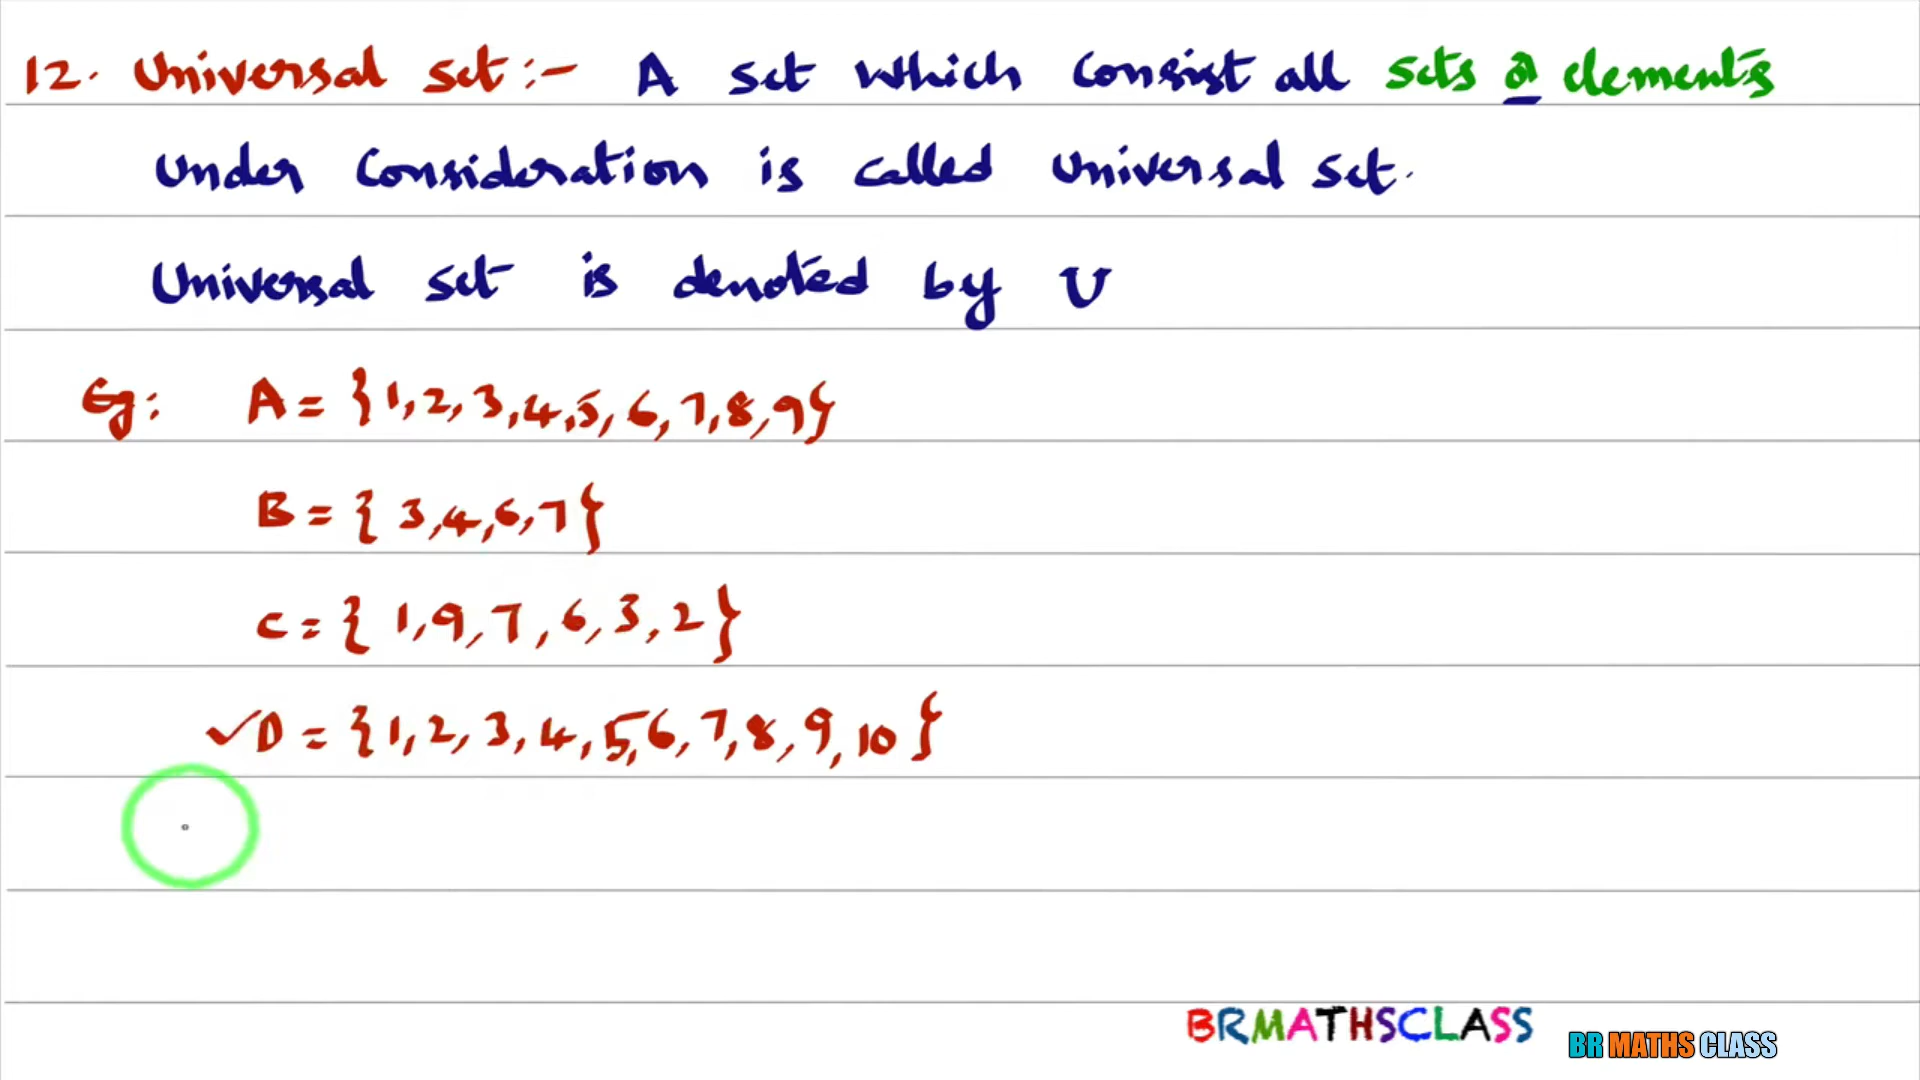 12. Universal set :- A set which consist all sets or elements
under consideration is called universal set.
Universal set is denoted by U
Eg: A = {1,2,3,4,5,6,7,8,9}
B = {3,4,6,7}
C = {1,9,7,6,3,2}
✓D = {1,2,3,4,5,6,7,8,9,10}
BRMATHSCLASS
BR MATHS CLASS